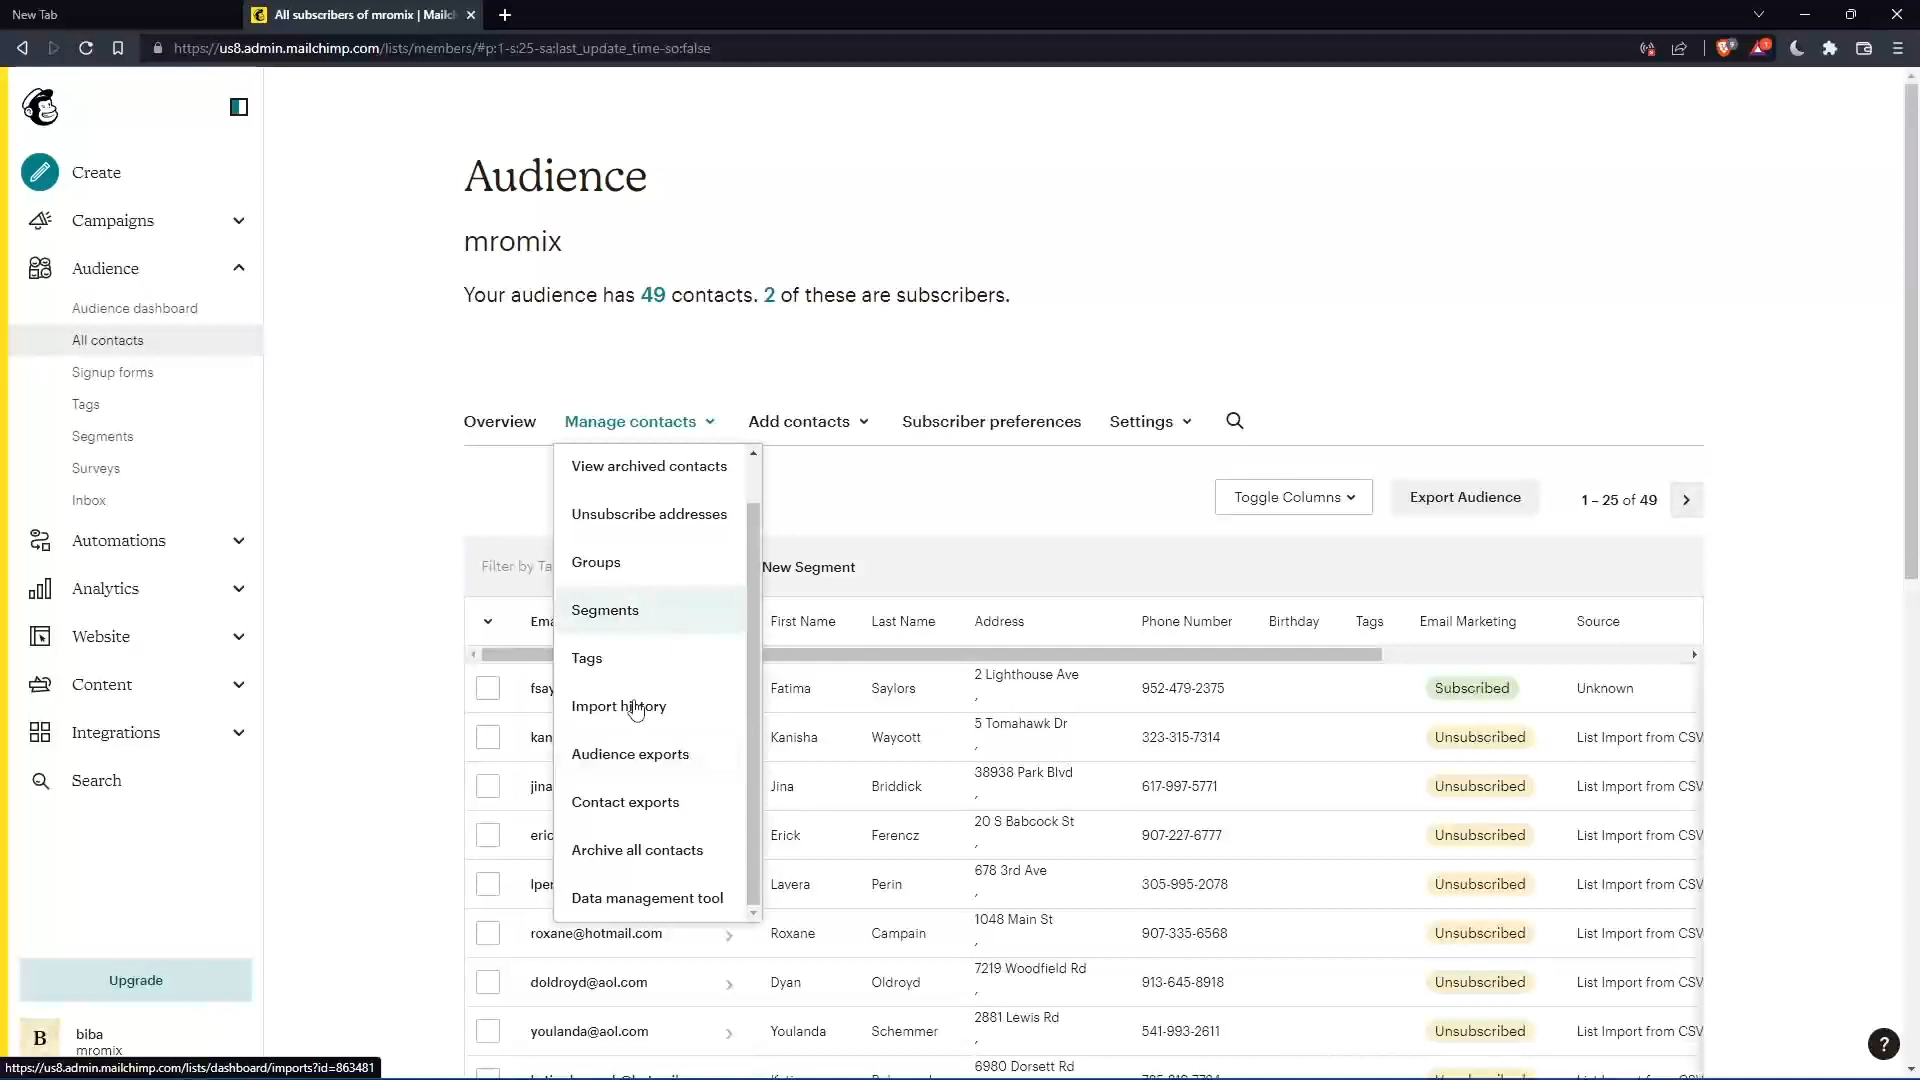 New Tab
All subscribers of mromix | Mailch
https://us8.admin.mailchimp.com/lists/members/#p:1-s:25-sa:last_update_time-so:false
Create
Campaigns
Audience
Audience dashboard
All contacts
Signup forms
Tags
Segments
Surveys
Inbox
Automations
Analytics
Website
Content
Integrations
Search
Upgrade
B
biba
mromix
https://us8.admin.mailchimp.com/lists/dashboard/imports?id=863481
Audience
mromix
Your audience has 49 contacts. 2 of these are subscribers.
Overview Manage contacts Add contacts Subscriber preferences Settings
View archived contacts
Unsubscribe addresses
Groups
Segments
Tags
Import history
Audience exports
Contact exports
Archive all contacts
Data management tool
Toggle Columns Export Audience 1 – 25 of 49
Filter by Ta New Segment
Ema First Name Last Name Address Phone Number Birthday Tags Email Marketing Source
fsay Fatima Saylors 2 Lighthouse Ave , 952-479-2375 Subscribed Unknown
kan Kanisha Waycott 5 Tomahawk Dr , 323-315-7314 Unsubscribed List Import from CSV
jina Jina Briddick 38938 Park Blvd , 617-997-5771 Unsubscribed List Import from CSV
eric Erick Ferencz 20 S Babcock St , 907-227-6777 Unsubscribed List Import from CSV
lper Lavera Perin 678 3rd Ave , 305-995-2078 Unsubscribed List Import from CSV
roxane@hotmail.com Roxane Campain 1048 Main St , 907-335-6568 Unsubscribed List Import from CSV
doldroyd@aol.com Dyan Oldroyd 7219 Woodfield Rd , 913-645-8918 Unsubscribed List Import from CSV
youlanda@aol.com Youlanda Schemmer 2881 Lewis Rd , 541-993-2611 Unsubscribed List Import from CSV
6980 Dorsett Rd
?